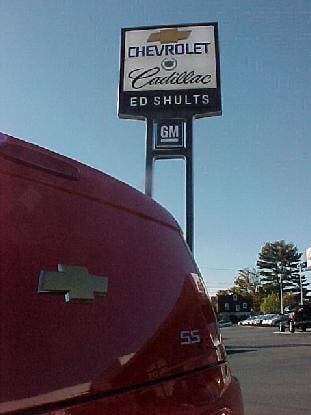 CHEVROLET
Cadillac
ED SHULTS
GM
SS